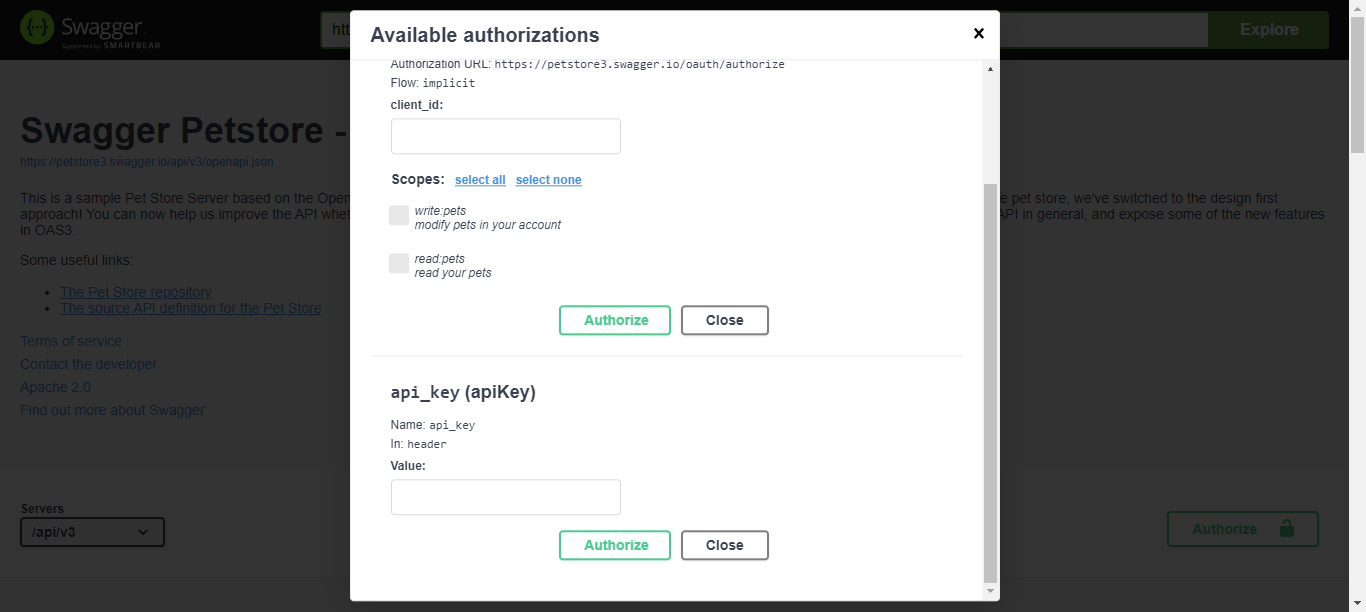 Swagger.
Supported by SMARTBEAR
htt
Explore
Available authorizations
Authorization URL: https://petstore3.swagger.io/oauth/authorize
Flow: implicit
client_id:
Scopes: select all select none
write:pets
modify pets in your account
read:pets
read your pets
Authorize Close
api_key (apiKey)
Name: api_key
In: header
Value:
Authorize Close
Swagger Petstore -
https://petstore3.swagger.io/api/v3/openapi.json
This is a sample Pet Store Server based on the Open e pet store, we've switched to the design first
approach! You can now help us improve the API whet API in general, and expose some of the new features
in OAS3.
Some useful links:
• The Pet Store repository
• The source API definition for the Pet Store
Terms of service
Contact the developer
Apache 2.0
Find out more about Swagger
Servers
/api/v3
Authorize